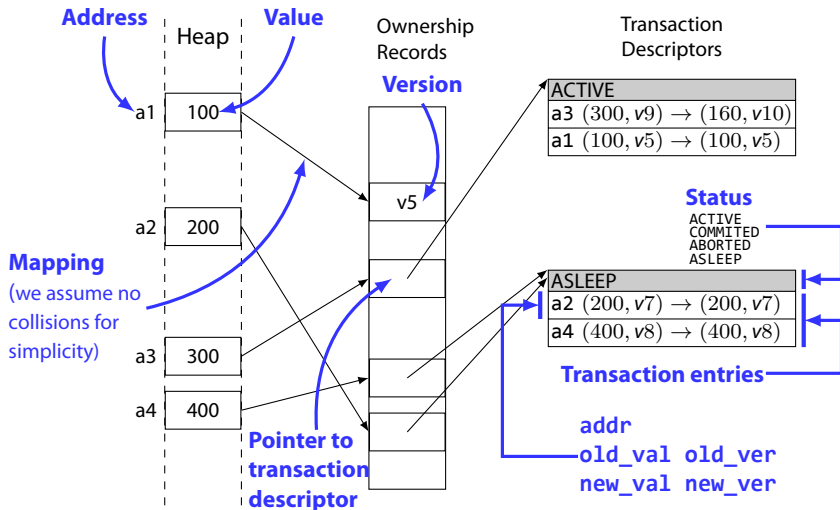 Address
Heap
Value
Ownership
Records
Transaction
Descriptors
Version
a1
100
ACTIVE
a3 (300, v9) → (160, v10)
a1 (100, v5) → (100, v5)
v5
Status
ACTIVE
COMMITED
ABORTED
ASLEEP
a2
200
Mapping
(we assume no
collisions for
simplicity)
ASLEEP
a2 (200, v7) → (200, v7)
a4 (400, v8) → (400, v8)
a3
300
a4
400
Transaction entries
Pointer to
transaction
descriptor
addr
old_val old_ver
new_val new_ver